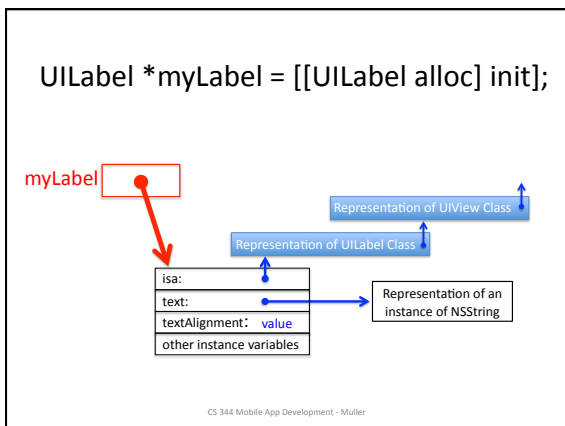 UILabel *myLabel = [[UILabel alloc] init];
myLabel
Representation of UIView Class
Representation of UILabel Class
isa:
text:
textAlignment: value
other instance variables
Representation of an
instance of NSString
CS 344 Mobile App Development - Muller